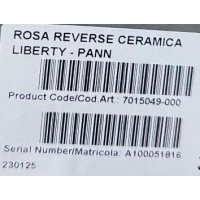 ROSA REVERSE CERAMICA
LIBERTY - PANN
Product Code/Cod.Art.: 7015049-000
Serial Number/Matricola: A100051816
230125